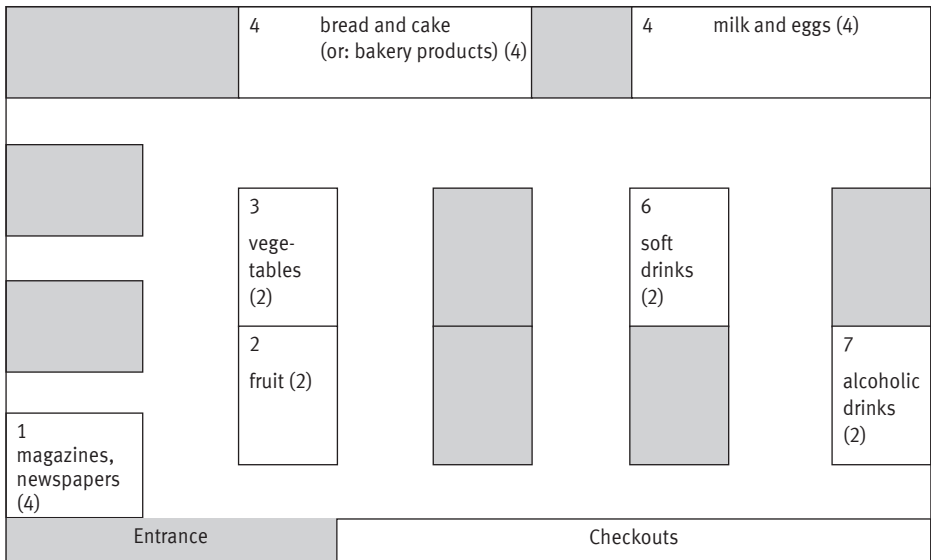 4 bread and cake
(or: bakery products) (4)
4 milk and eggs (4)
3
vege-
tables
(2)
6
soft
drinks
(2)
2
fruit (2)
7
alcoholic
drinks
(2)
1
magazines,
newspapers
(4)
Entrance
Checkouts